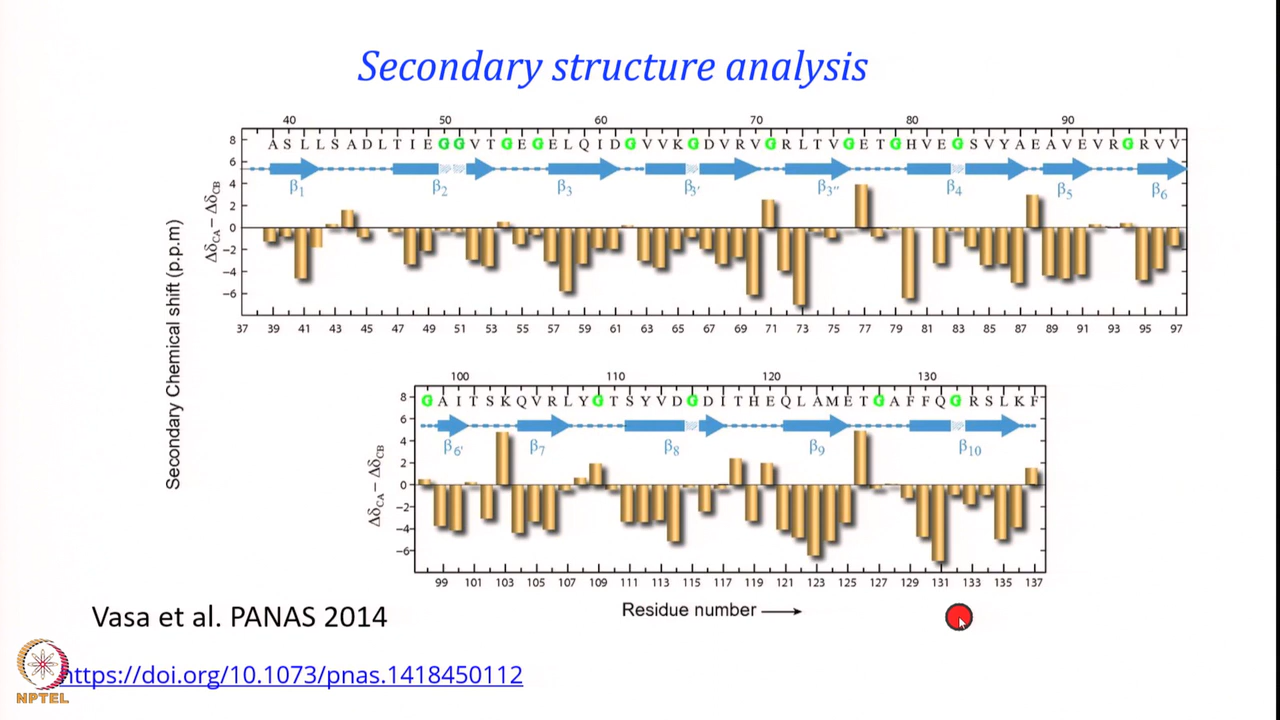 Secondary structure analysis
40 50 60 70 80 90
A S L L S A D L T I E G G V T G E G E L Q I D G V V K G D V R V G R L T V G E T G H V E G S V Y A E A V E V R G R V V
8
6
4
2
0
−2
−4
−6
Δδ_CA − Δδ_CB
β1 β2 β3 β3' β3'' β4 β5 β6
37 39 41 43 45 47 49 51 53 55 57 59 61 63 65 67 69 71 73 75 77 79 81 83 85 87 89 91 93 95 97
Secondary Chemical shift (p.p.m)
100 110 120 130
G A I T S K Q V R L Y G T S Y V D G D I T H E Q L A M E T G A F F Q G R S L K F
8
6
4
2
0
−2
−4
−6
Δδ_CA − Δδ_CB
β6' β7 β8 β9 β10
99 101 103 105 107 109 111 113 115 117 119 121 123 125 127 129 131 133 135 137
Residue number
Vasa et al. PANAS 2014
https://doi.org/10.1073/pnas.1418450112
NPTEL